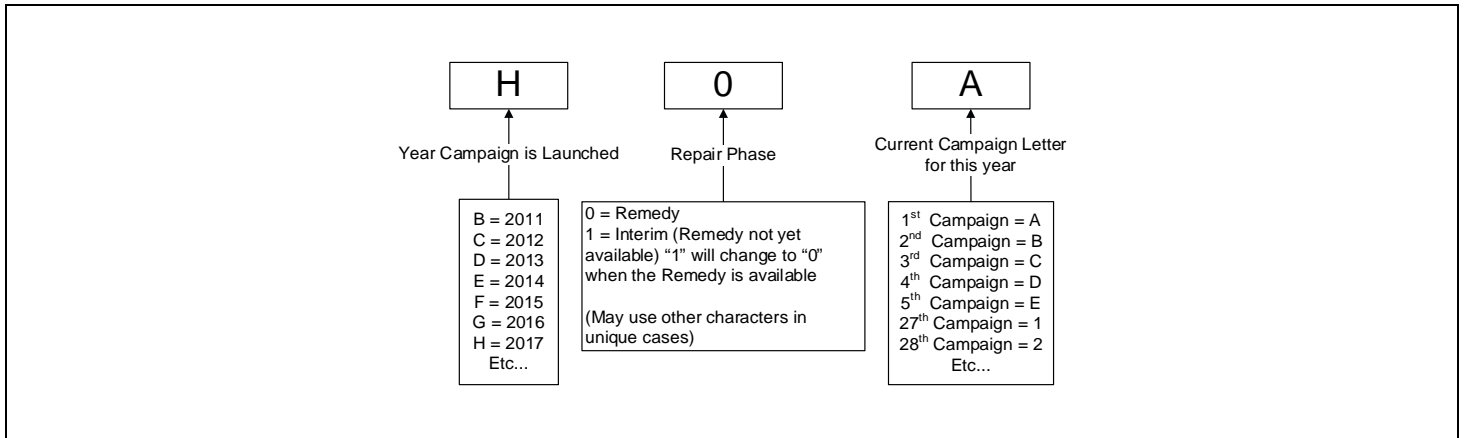 H
0
A
Year Campaign is Launched
Repair Phase
Current Campaign Letter
for this year
B = 2011
C = 2012
D = 2013
E = 2014
F = 2015
G = 2016
H = 2017
Etc...
0 = Remedy
1 = Interim (Remedy not yet
available) “1” will change to “0”
when the Remedy is available
(May use other characters in
unique cases)
1st Campaign = A
2nd Campaign = B
3rd Campaign = C
4th Campaign = D
5th Campaign = E
27th Campaign = 1
28th Campaign = 2
Etc...